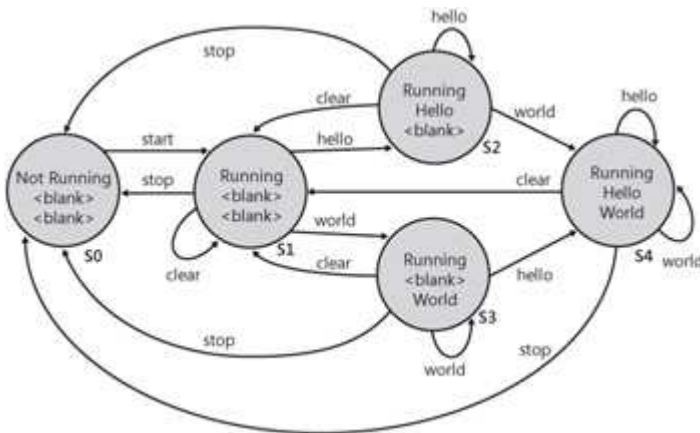 hello
stop
Running
Hello
<blank>
S2
clear
world
hello
start
hello
Not Running
<blank>
<blank>
S0
stop
Running
<blank>
<blank>
S1
clear
Running
Hello
World
S4
world
world
clear
clear
Running
<blank>
World
S3
hello
stop
world
stop